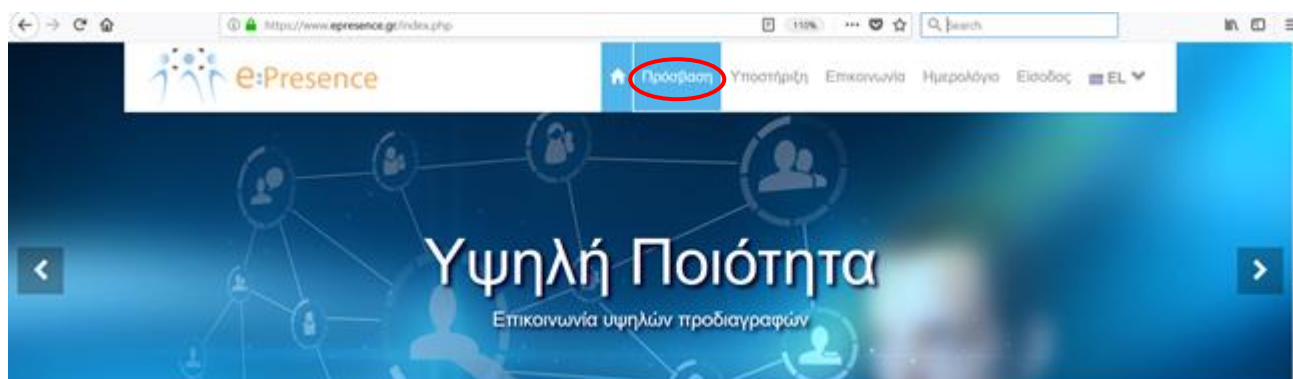 https://www.epresence.gr/index.php 110% Search
e:Presence Πρόσβαση Υποστήριξη Επικοινωνία Ημερολόγιο Είσοδος EL
Υψηλή Ποιότητα
Επικοινωνία υψηλών προδιαγραφών